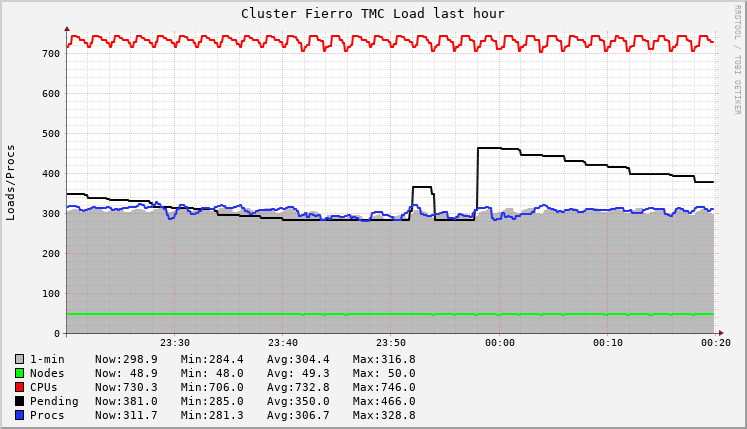 Cluster Fierro TMC Load last hour
RRDTOOL / TOBI OETIKER
Loads/Procs
700
600
500
400
300
200
100
0
23:30 23:40 23:50 00:00 00:10 00:20
1-min Now:298.9 Min:284.4 Avg:304.4 Max:316.8
Nodes Now: 48.9 Min: 48.0 Avg: 49.3 Max: 50.0
CPUs Now:730.3 Min:706.0 Avg:732.8 Max:746.0
Pending Now:381.0 Min:285.0 Avg:350.0 Max:466.0
Procs Now:311.7 Min:281.3 Avg:306.7 Max:328.8